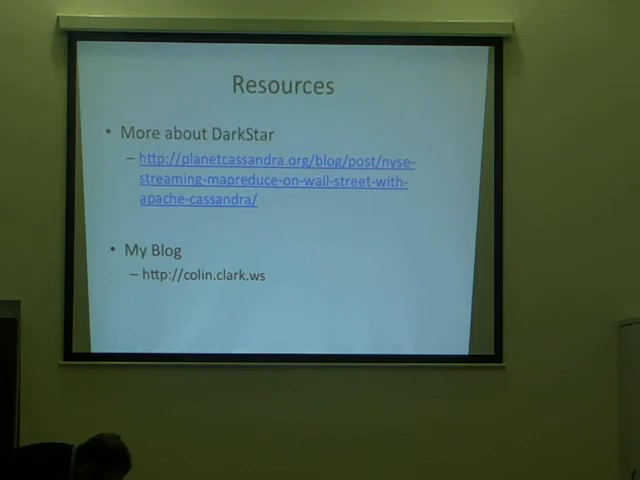 Resources
• More about DarkStar
– http://planetcassandra.org/blog/post/nyse-
streaming-mapreduce-on-wall-street-with-
apache-cassandra/
• My Blog
– http://colin.clark.ws